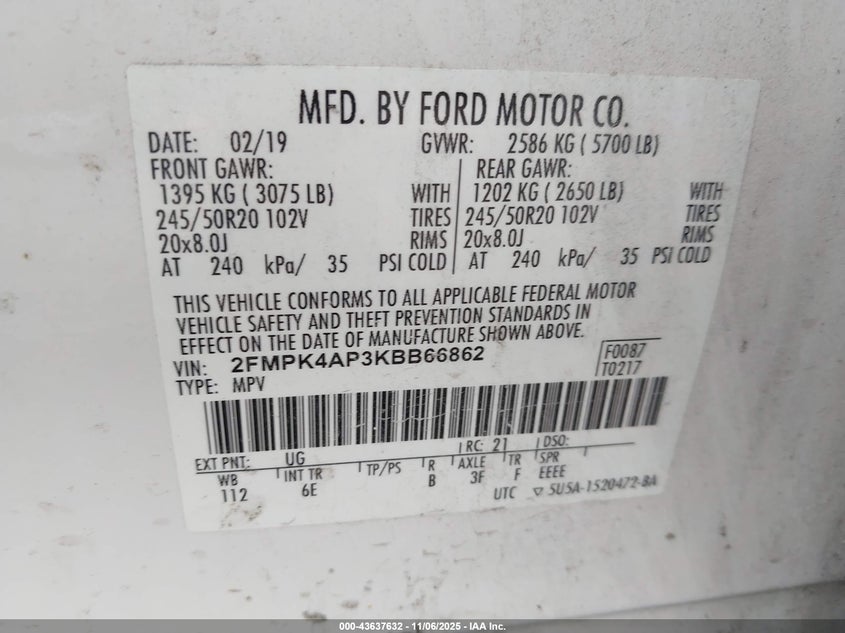 MFD. BY FORD MOTOR CO.
DATE: 02/19 GVWR: 2586 KG ( 5700 LB)
FRONT GAWR: REAR GAWR:
1395 KG ( 3075 LB) WITH 1202 KG ( 2650 LB) WITH
245/50R20 102V TIRES 245/50R20 102V TIRES
20x8.0J RIMS 20x8.0J RIMS
AT 240 kPa/ 35 PSI COLD AT 240 kPa/ 35 PSI COLD
THIS VEHICLE CONFORMS TO ALL APPLICABLE FEDERAL MOTOR
VEHICLE SAFETY AND THEFT PREVENTION STANDARDS IN
EFFECT ON THE DATE OF MANUFACTURE SHOWN ABOVE.
VIN: 2FMPK4AP3KBB66862 F0087
TYPE: MPV T0217
RC: 21 DSO:
EXT PNT: UG
WB INT TR TP/PS R AXLE TR SPR
112 6E B 3F F EEEE
UTC ▽ 5U5A-1520472-BA
000-43637632 - 11/06/2025 - IAA Inc.